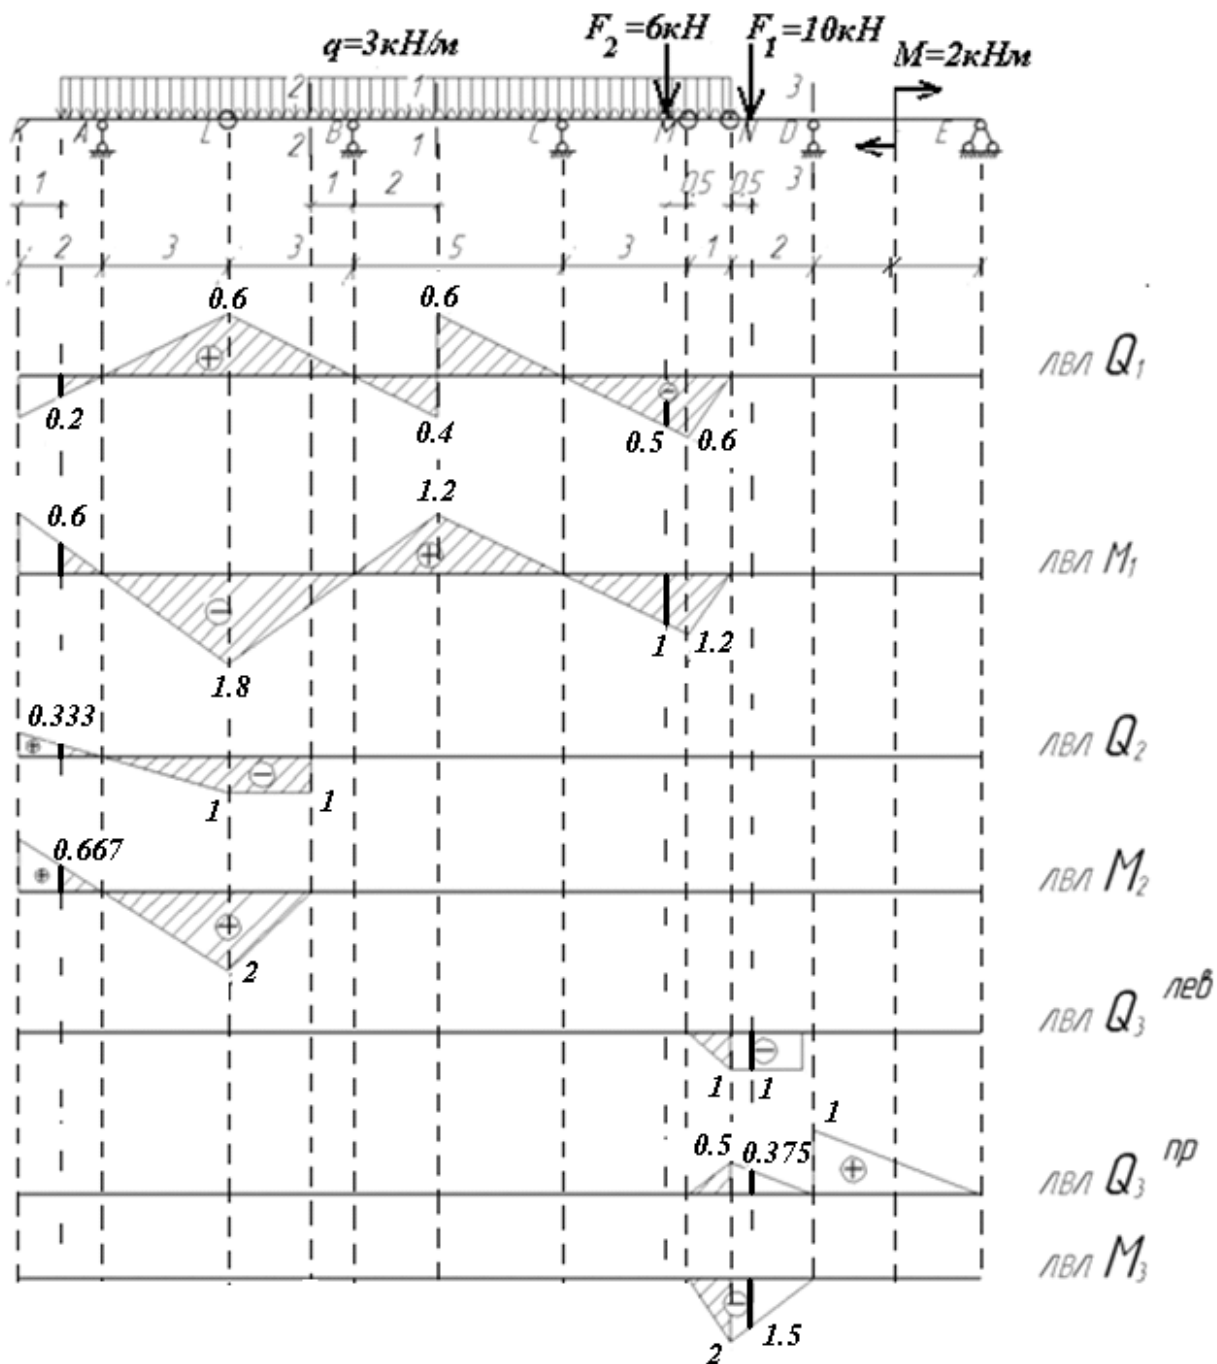 F₂=6кН F₁=10кН
q=3кН/м M=2кНм
2 1 3
K A L B C M N D E
2 1 3
1 1 2 0,5 0,5
2 3 3 5 3 1 2
0.6 0.6
+
ЛВЛ Q₁
0.2 0.4 0.5 0.6
−
1.2
0.6
+
ЛВЛ M₁
−
1.8 1 1.2
0.333
+
ЛВЛ Q₂
−
1 1
0.667
+
ЛВЛ M₂
+
2
ЛВЛ Q₃ лев
−
1 1
1
0.5 0.375
+
ЛВЛ Q₃ пр
ЛВЛ M₃
−
2 1.5